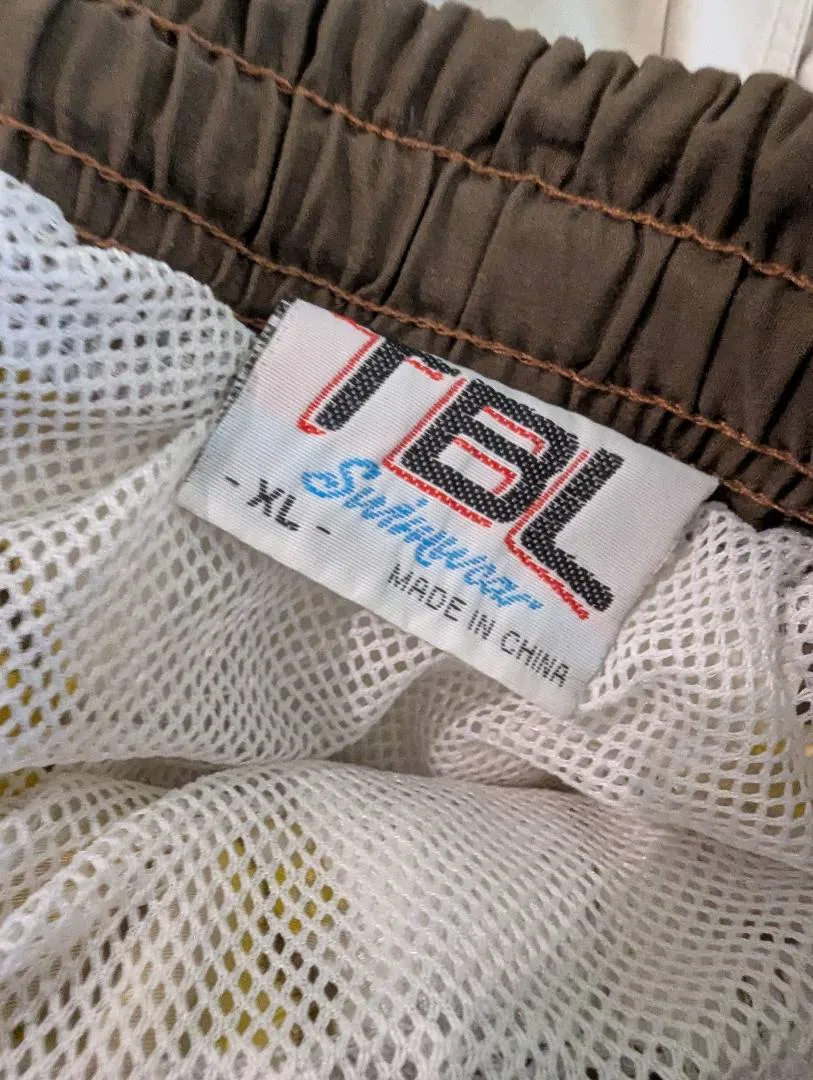 TBL
Swimwear
- XL -
MADE IN CHINA